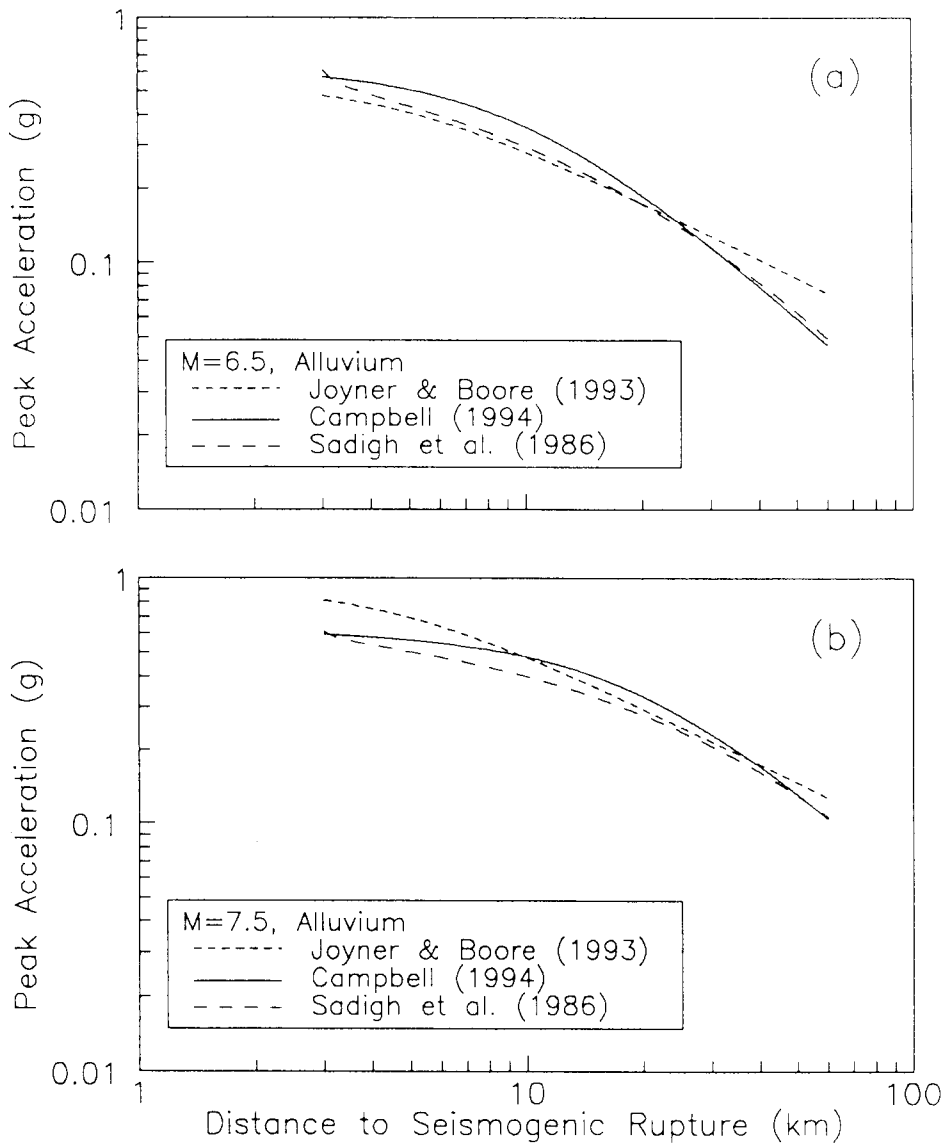 1
(a)
Peak Acceleration (g)
0.1
M=6.5, Alluvium
Joyner & Boore (1993)
Campbell (1994)
Sadigh et al. (1986)
0.01
1
(b)
Peak Acceleration (g)
0.1
M=7.5, Alluvium
Joyner & Boore (1993)
Campbell (1994)
Sadigh et al. (1986)
0.01
1 10 100
Distance to Seismogenic Rupture (km)